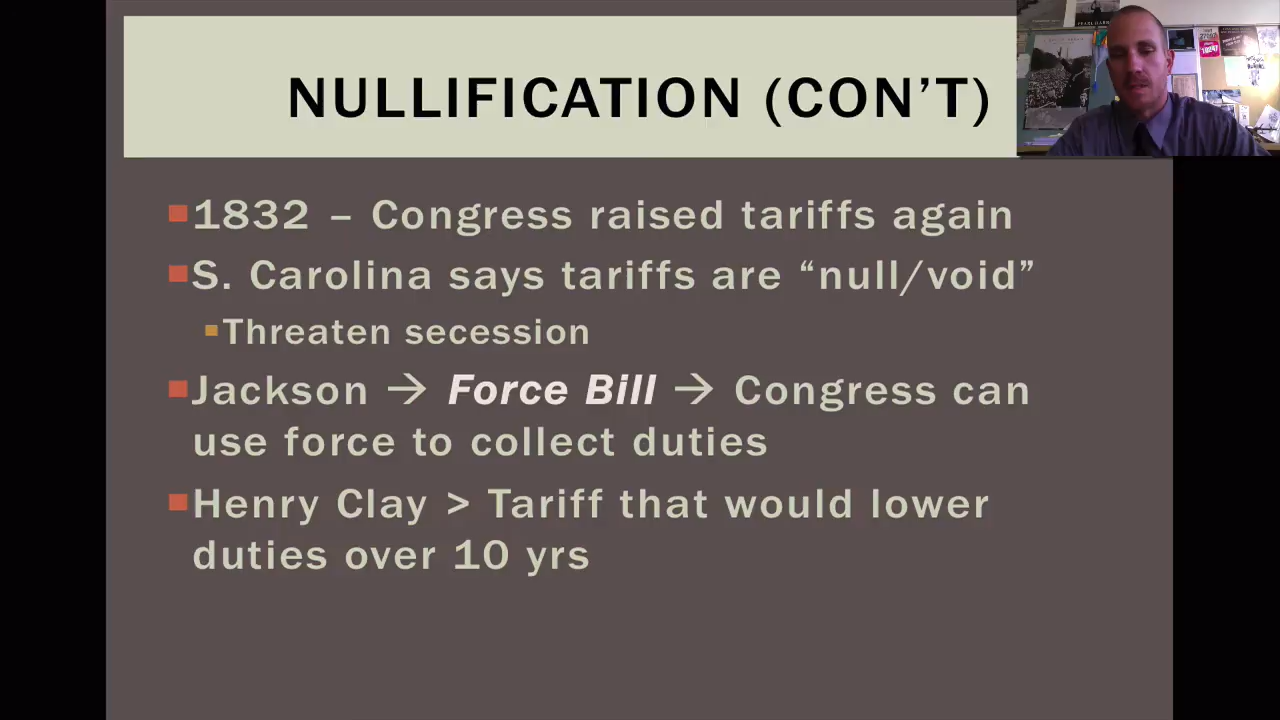 NULLIFICATION (CON’T)
1832 – Congress raised tariffs again
S. Carolina says tariffs are “null/void”
Threaten secession
Jackson → Force Bill → Congress can
use force to collect duties
Henry Clay > Tariff that would lower
duties over 10 yrs